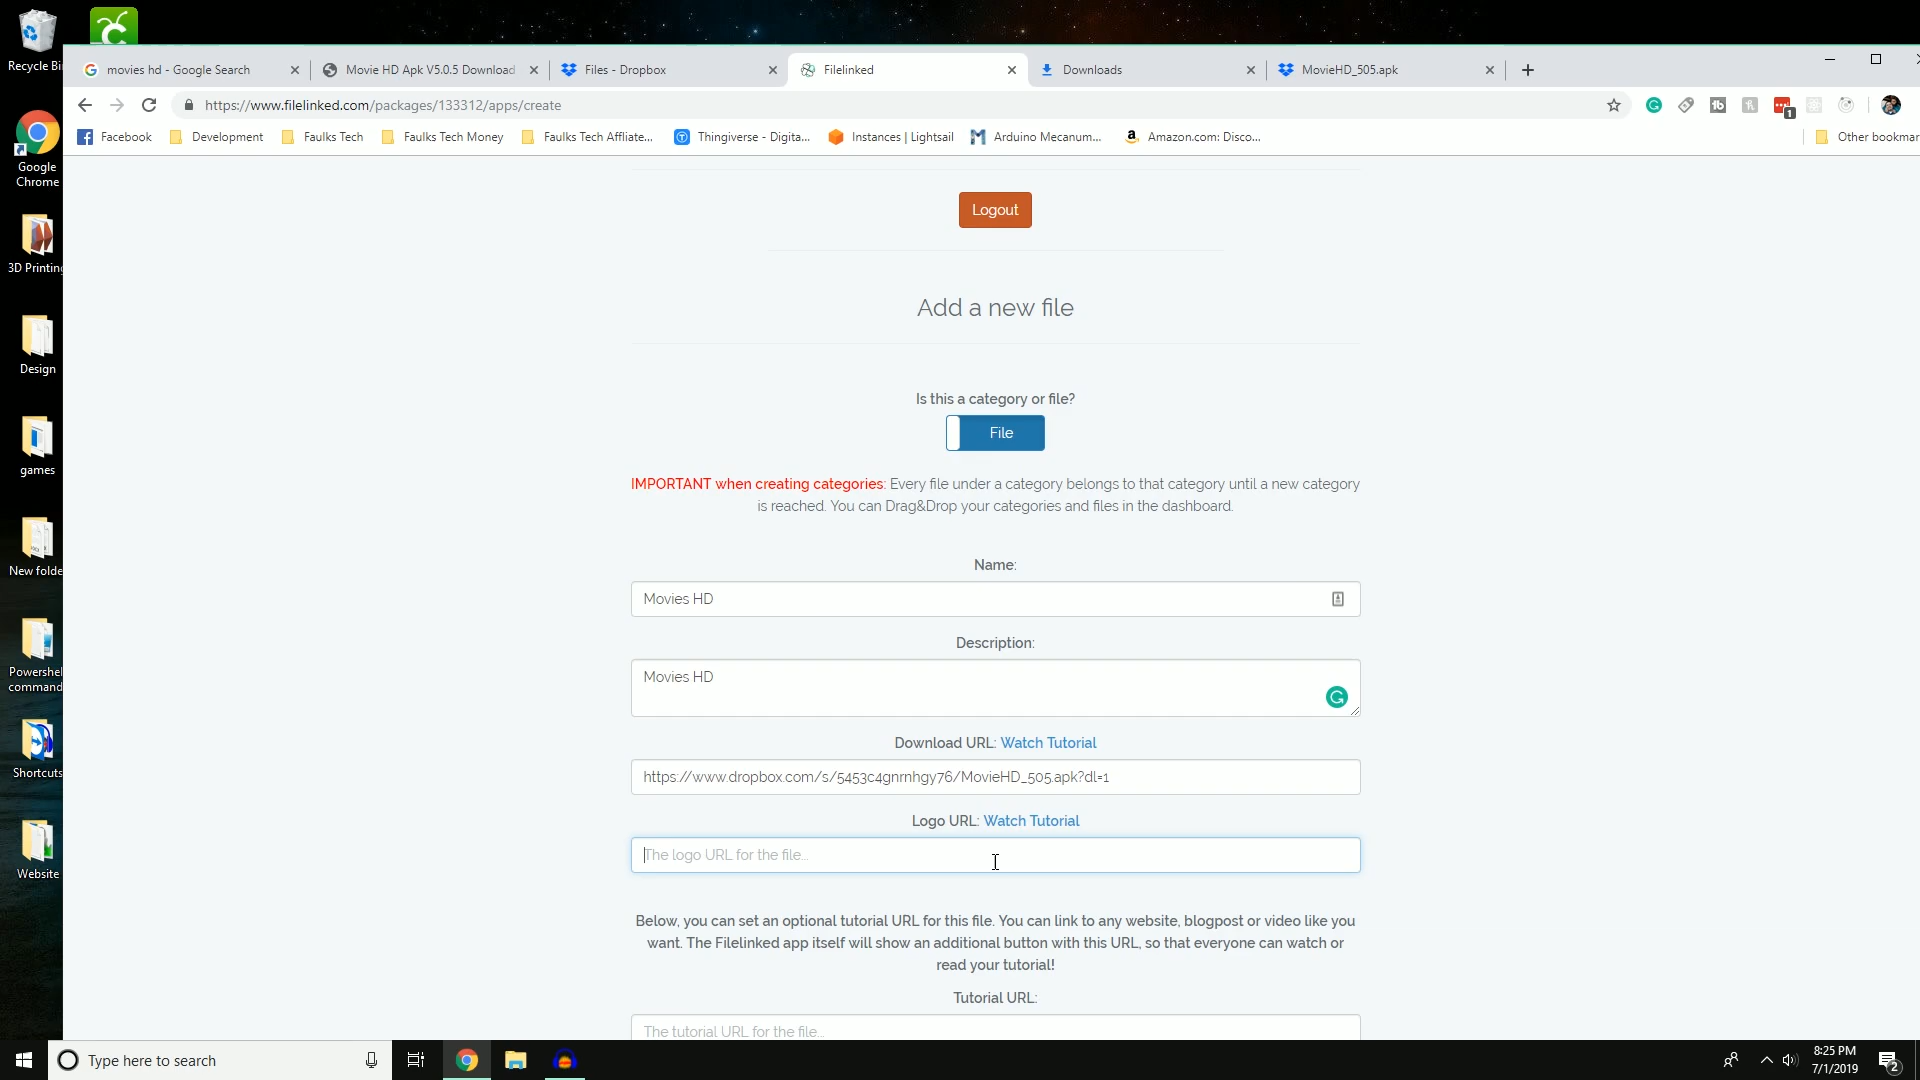 Recycle Bi
movies hd - Google Search
Movie HD Apk V5.0.5 Download
Files - Dropbox
Filelinked
Downloads
MovieHD_505.apk
https://www.filelinked.com/packages/133312/apps/create
1
Facebook
Development
Faulks Tech
Faulks Tech Money
Faulks Tech Affliate...
Thingiverse - Digita...
Instances | Lightsail
Arduino Mecanum...
Amazon.com: Disco...
Other bookmar
Google
Chrome
3D Printing
Design
games
New folde
Powershel
command
Shortcuts
Website
Logout
Add a new file
Is this a category or file?
File
IMPORTANT when creating categories: Every file under a category belongs to that category until a new category
is reached. You can Drag&Drop your categories and files in the dashboard.
Name:
Movies HD
Description:
Movies HD
Download URL: Watch Tutorial
https://www.dropbox.com/s/5453c4gnrnhgy76/MovieHD_505.apk?dl=1
Logo URL: Watch Tutorial
The logo URL for the file...
Below, you can set an optional tutorial URL for this file. You can link to any website, blogpost or video like you
want. The Filelinked app itself will show an additional button with this URL, so that everyone can watch or
read your tutorial!
Tutorial URL:
The tutorial URL for the file...
Type here to search
8:25 PM
7/1/2019
2